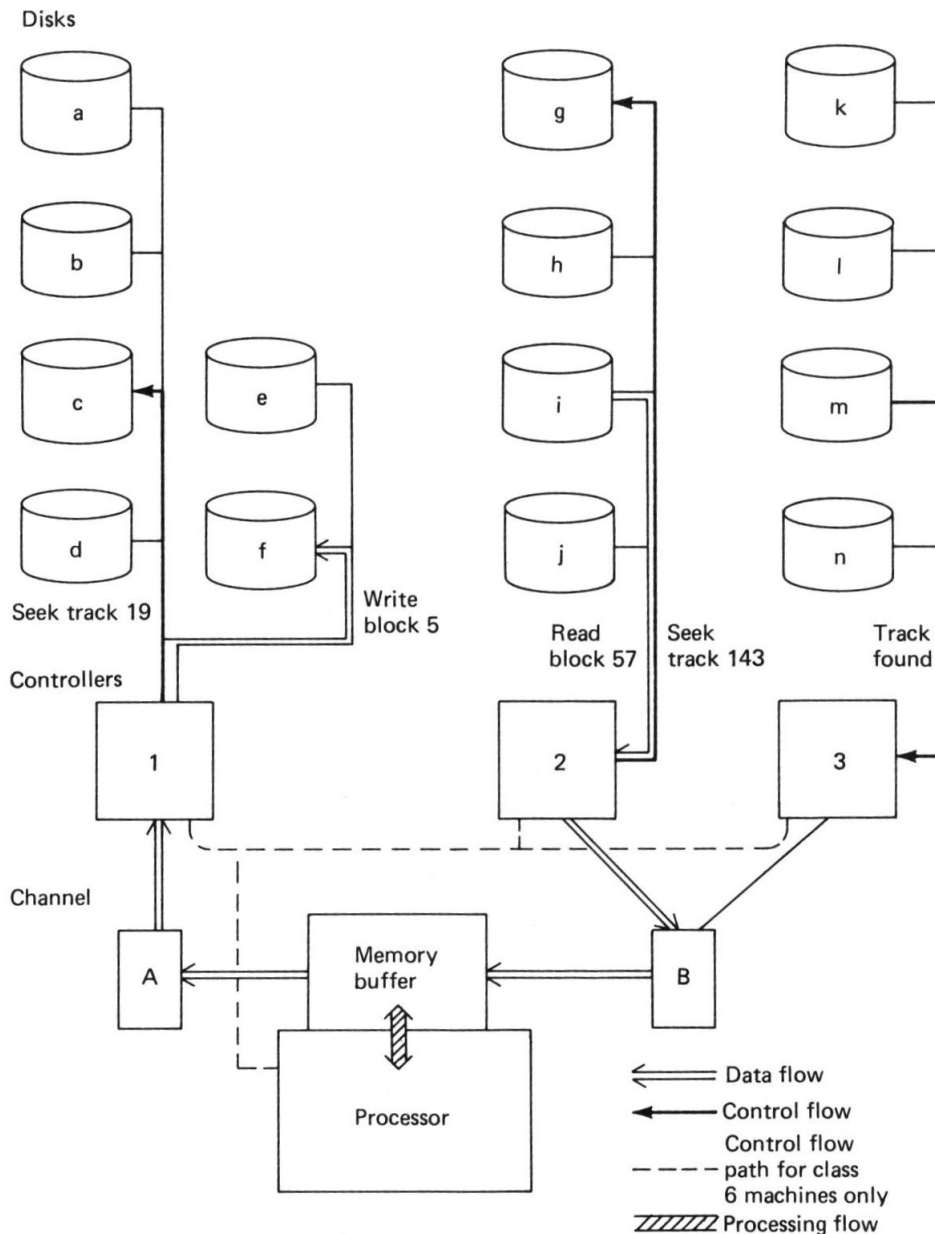 Disks
a
g
k
b
h
l
c
e
i
m
d
f
j
n
Seek track 19
Write
block 5
Read
block 57
Seek
track 143
Track
found
Controllers
1
2
3
Channel
A
Memory
buffer
B
Processor
Data flow
Control flow
Control flow
path for class
6 machines only
Processing flow